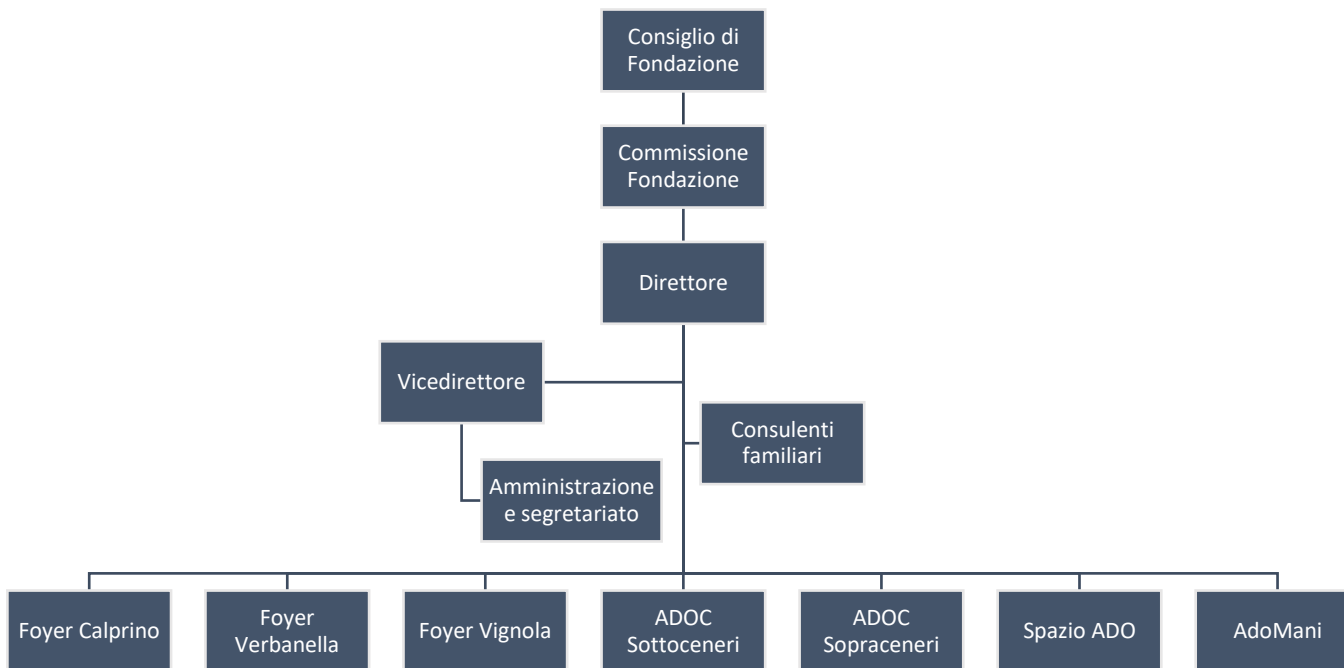 Consiglio di
Fondazione
Commissione
Fondazione
Direttore
Vicedirettore
Consulenti
familiari
Amministrazione
e segretariato
Foyer Calprino
Foyer
Verbanella
Foyer Vignola
ADOC
Sottoceneri
ADOC
Sopraceneri
Spazio ADO
AdoMani